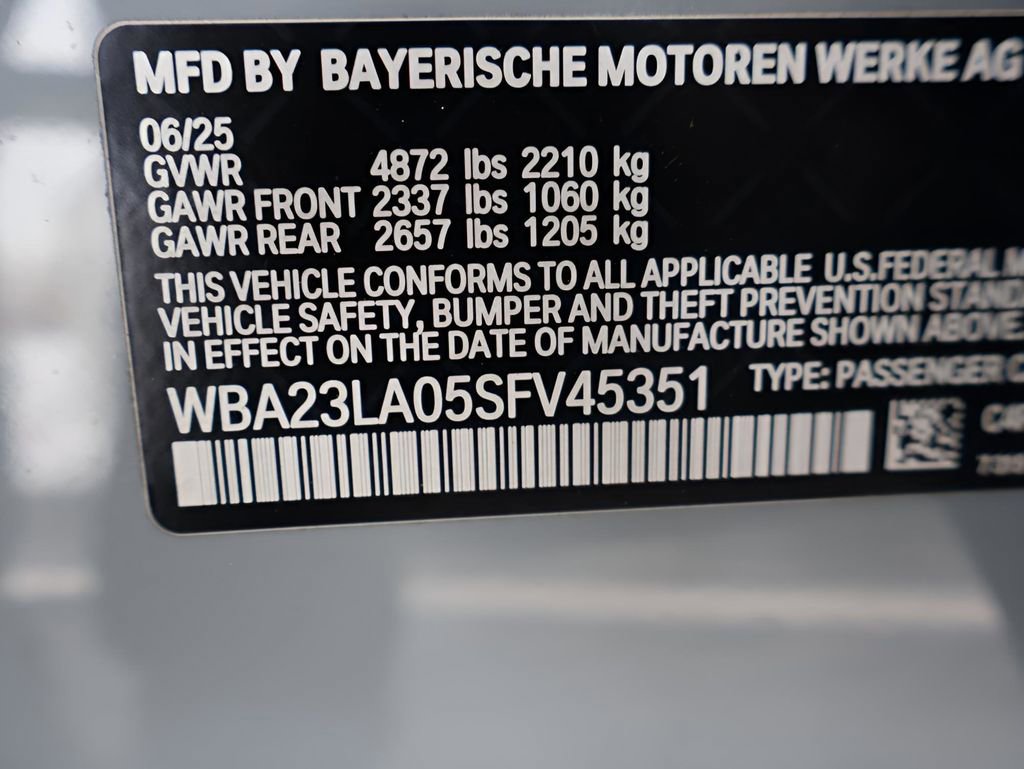 MFD BY BAYERISCHE MOTOREN WERKE AG
06/25
GVWR 4872 lbs 2210 kg
GAWR FRONT 2337 lbs 1060 kg
GAWR REAR 2657 lbs 1205 kg
THIS VEHICLE CONFORMS TO ALL APPLICABLE U.S.FEDERAL
VEHICLE SAFETY, BUMPER AND THEFT PREVENTION
IN EFFECT ON THE DATE OF MANUFACTURE SHOWN ABOVE.
WBA23LA05SFV45351 TYPE: PASSENGER